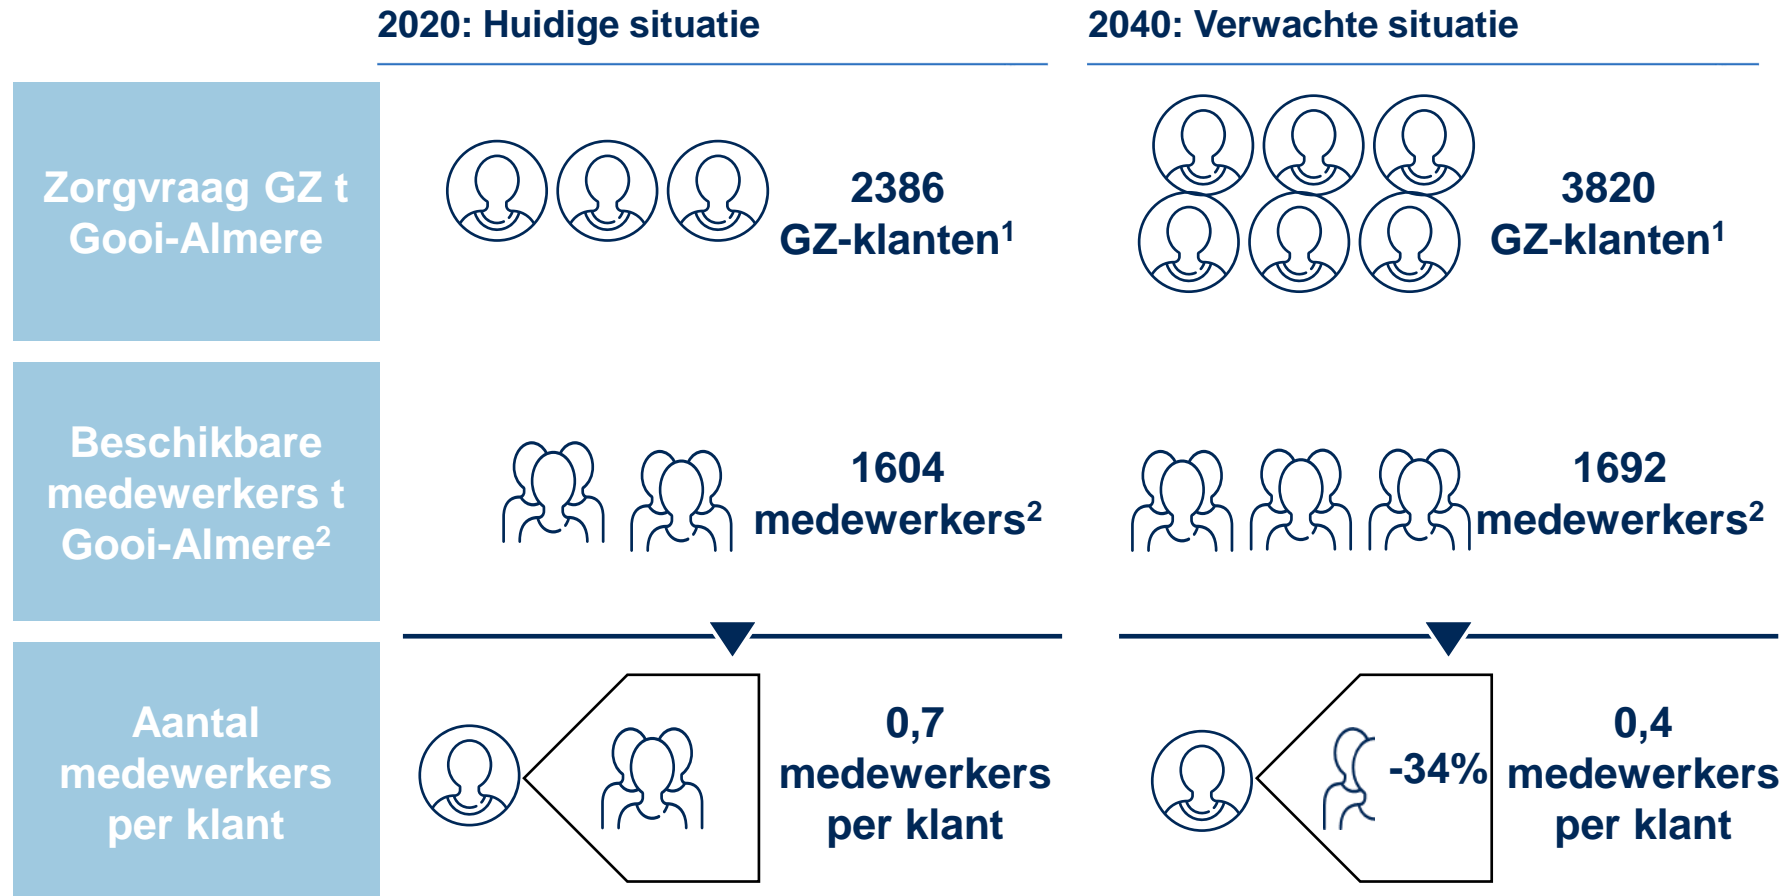 2020: Huidige situatie
2040: Verwachte situatie
Zorgvraag GZ t
Gooi-Almere
2386
GZ-klanten¹
3820
GZ-klanten¹
Beschikbare
medewerkers t
Gooi-Almere²
1604
medewerkers²
1692
medewerkers²
Aantal
medewerkers
per klant
0,7
medewerkers
per klant
-34%
0,4
medewerkers
per klant